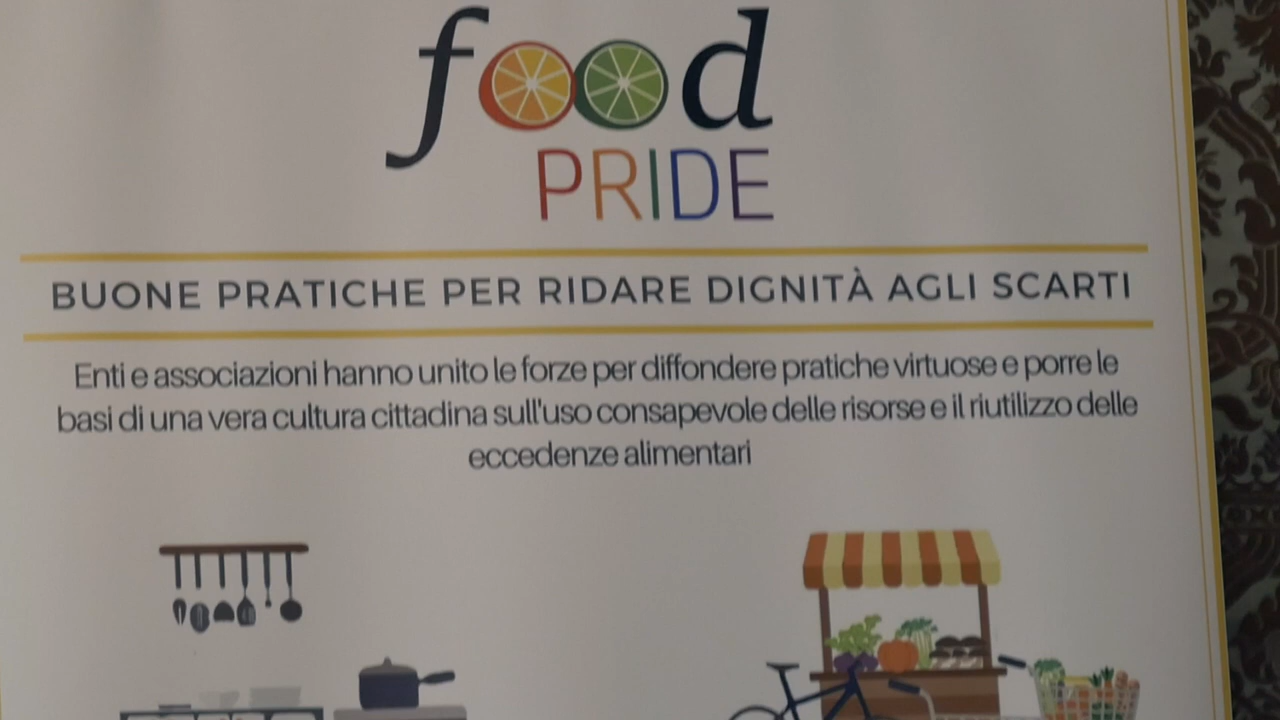 food
PRIDE
BUONE PRATICHE PER RIDARE DIGNITÀ AGLI SCARTI
Enti e associazioni hanno unito le forze per diffondere pratiche virtuose e porre le
basi di una vera cultura cittadina sull'uso consapevole delle risorse e il riutilizzo delle
eccedenze alimentari